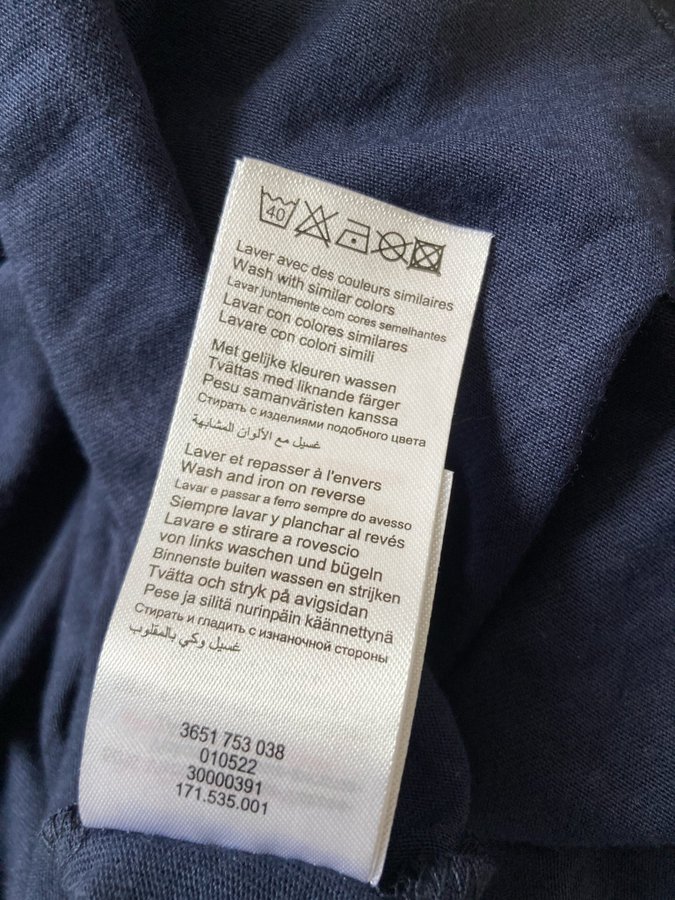 40
Laver avec des couleurs similaires
Wash with similar colors
Lavar juntamente com cores semelhantes
Lavar con colores similares
Lavare con colori simili
Met gelijke kleuren wassen
Tvättas med liknande färger
Pesu samanväristen kanssa
Стирать с изделиями подобного цвета
غسيل مع الألوان المشابهة
Laver et repasser à l'envers
Wash and iron on reverse
Lavar e passar a ferro sempre do avesso
Siempre lavar y planchar al revés
Lavare e stirare a rovescio
von links waschen und bügeln
Binnenste buiten wassen en strijken
Tvätta och stryk på avigsidan
Pese ja silitä nurinpäin käännettynä
Стирать и гладить с изнаночной стороны
غسيل وكي بالمقلوب
3651 753 038
010522
30000391
171.535.001